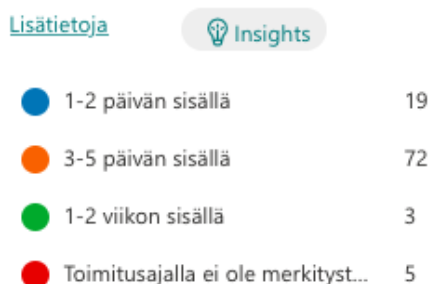 Lisätietoja Insights
1-2 päivän sisällä 19
3-5 päivän sisällä 72
1-2 viikon sisällä 3
Toimitusajalla ei ole merkityst... 5